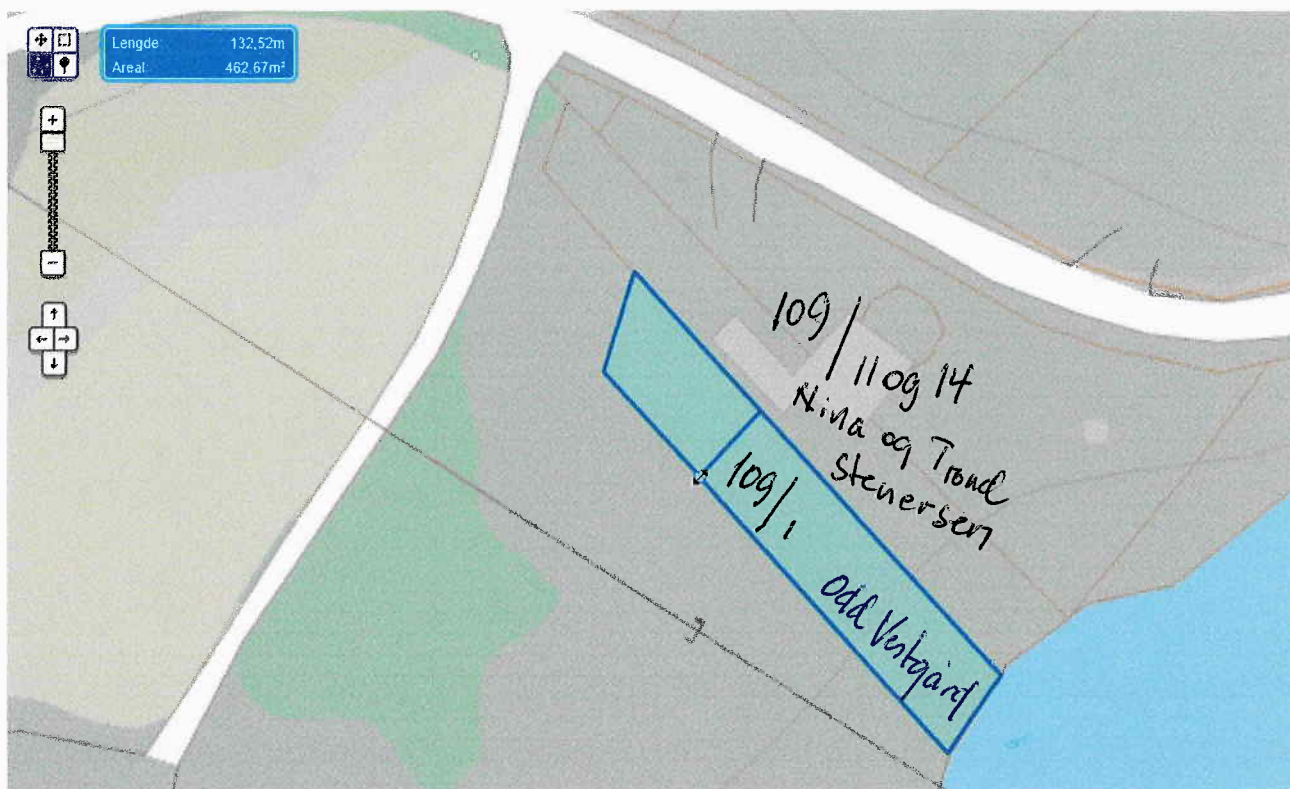 Lengde 132,52m
Areal 462,67m²
109/11 og 14
Nina og Trond
Stenersen
109/1
Odd Vestgård